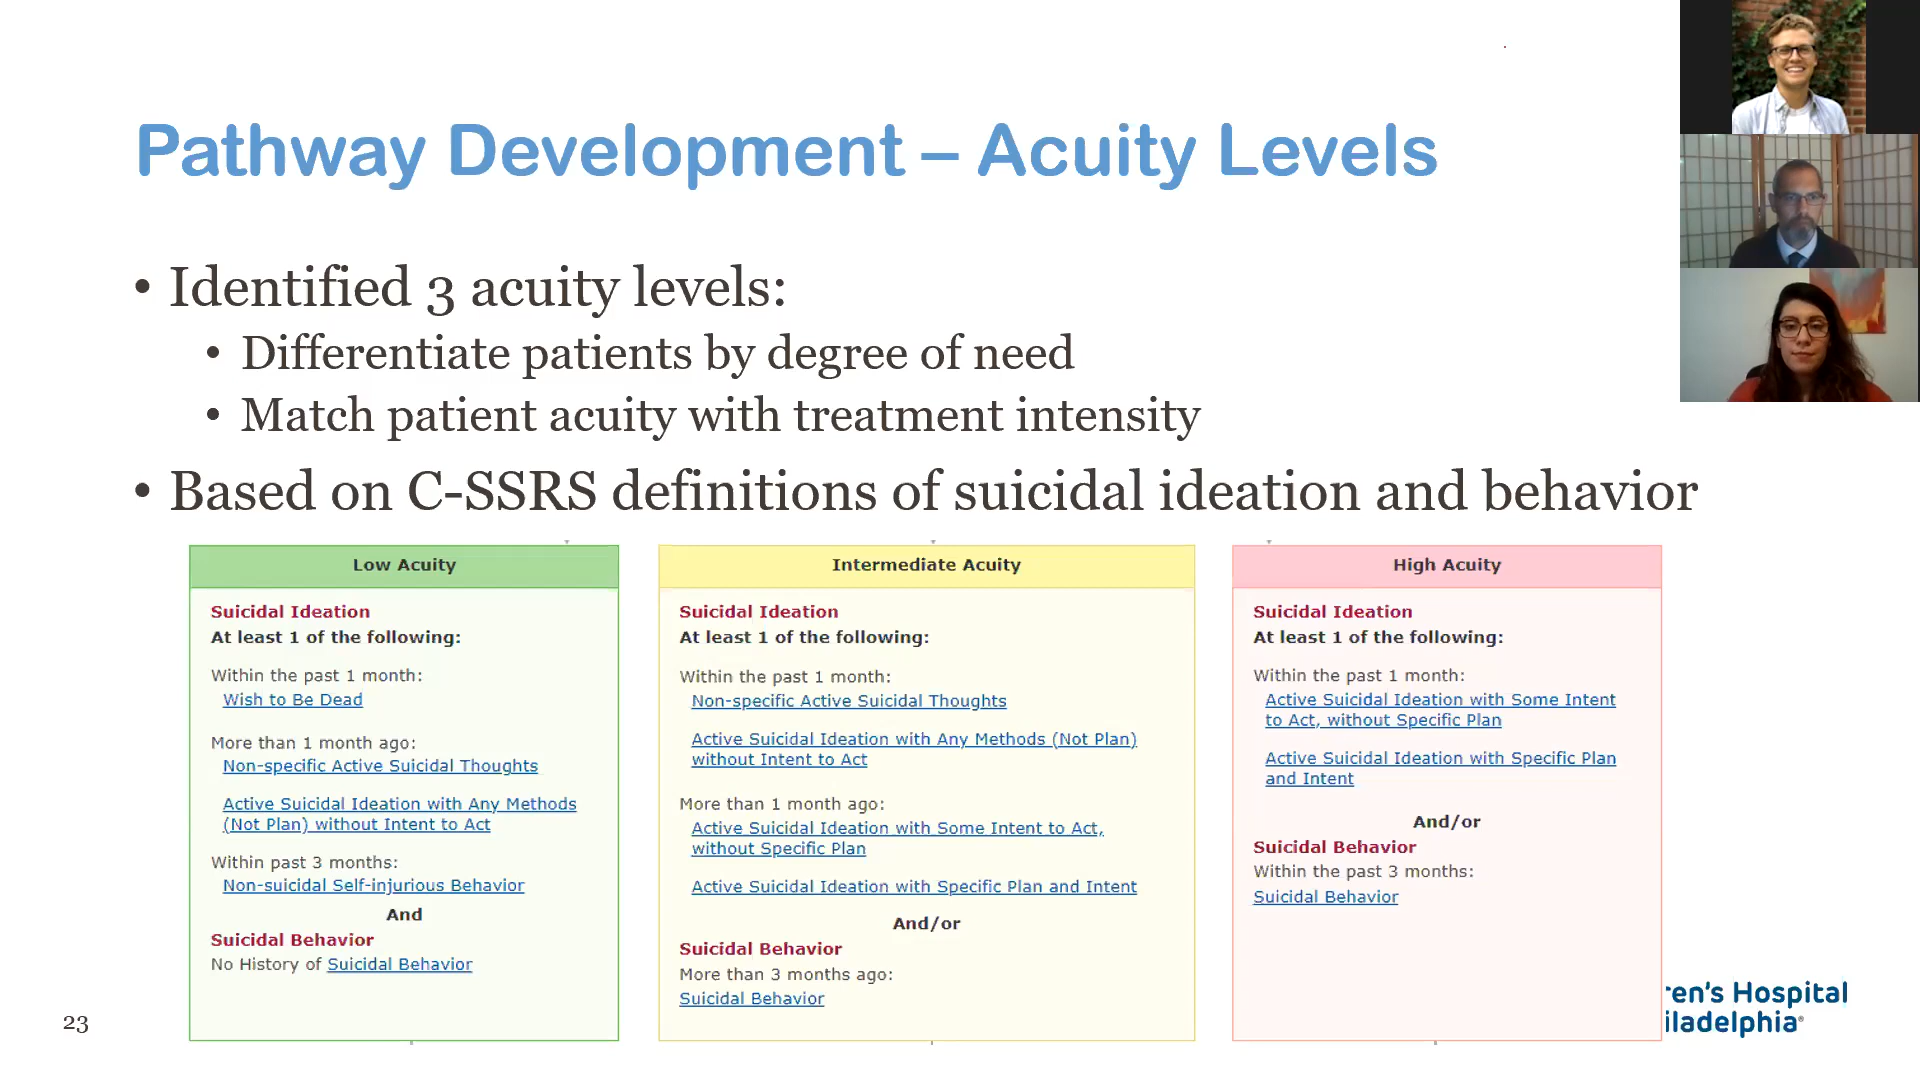 Pathway Development – Acuity Levels
• Identified 3 acuity levels:
• Differentiate patients by degree of need
• Match patient acuity with treatment intensity
• Based on C-SSRS definitions of suicidal ideation and behavior
Low Acuity
Suicidal Ideation
At least 1 of the following:
Within the past 1 month:
Wish to Be Dead
More than 1 month ago:
Non-specific Active Suicidal Thoughts
Active Suicidal Ideation with Any Methods
(Not Plan) without Intent to Act
Within past 3 months:
Non-suicidal Self-injurious Behavior
And
Suicidal Behavior
No History of Suicidal Behavior
Intermediate Acuity
Suicidal Ideation
At least 1 of the following:
Within the past 1 month:
Non-specific Active Suicidal Thoughts
Active Suicidal Ideation with Any Methods (Not Plan)
without Intent to Act
More than 1 month ago:
Active Suicidal Ideation with Some Intent to Act,
without Specific Plan
Active Suicidal Ideation with Specific Plan and Intent
And/or
Suicidal Behavior
More than 3 months ago:
Suicidal Behavior
High Acuity
Suicidal Ideation
At least 1 of the following:
Within the past 1 month:
Active Suicidal Ideation with Some Intent
to Act, without Specific Plan
Active Suicidal Ideation with Specific Plan
and Intent
And/or
Suicidal Behavior
Within the past 3 months:
Suicidal Behavior
ren's Hospital
iladelphia®
23